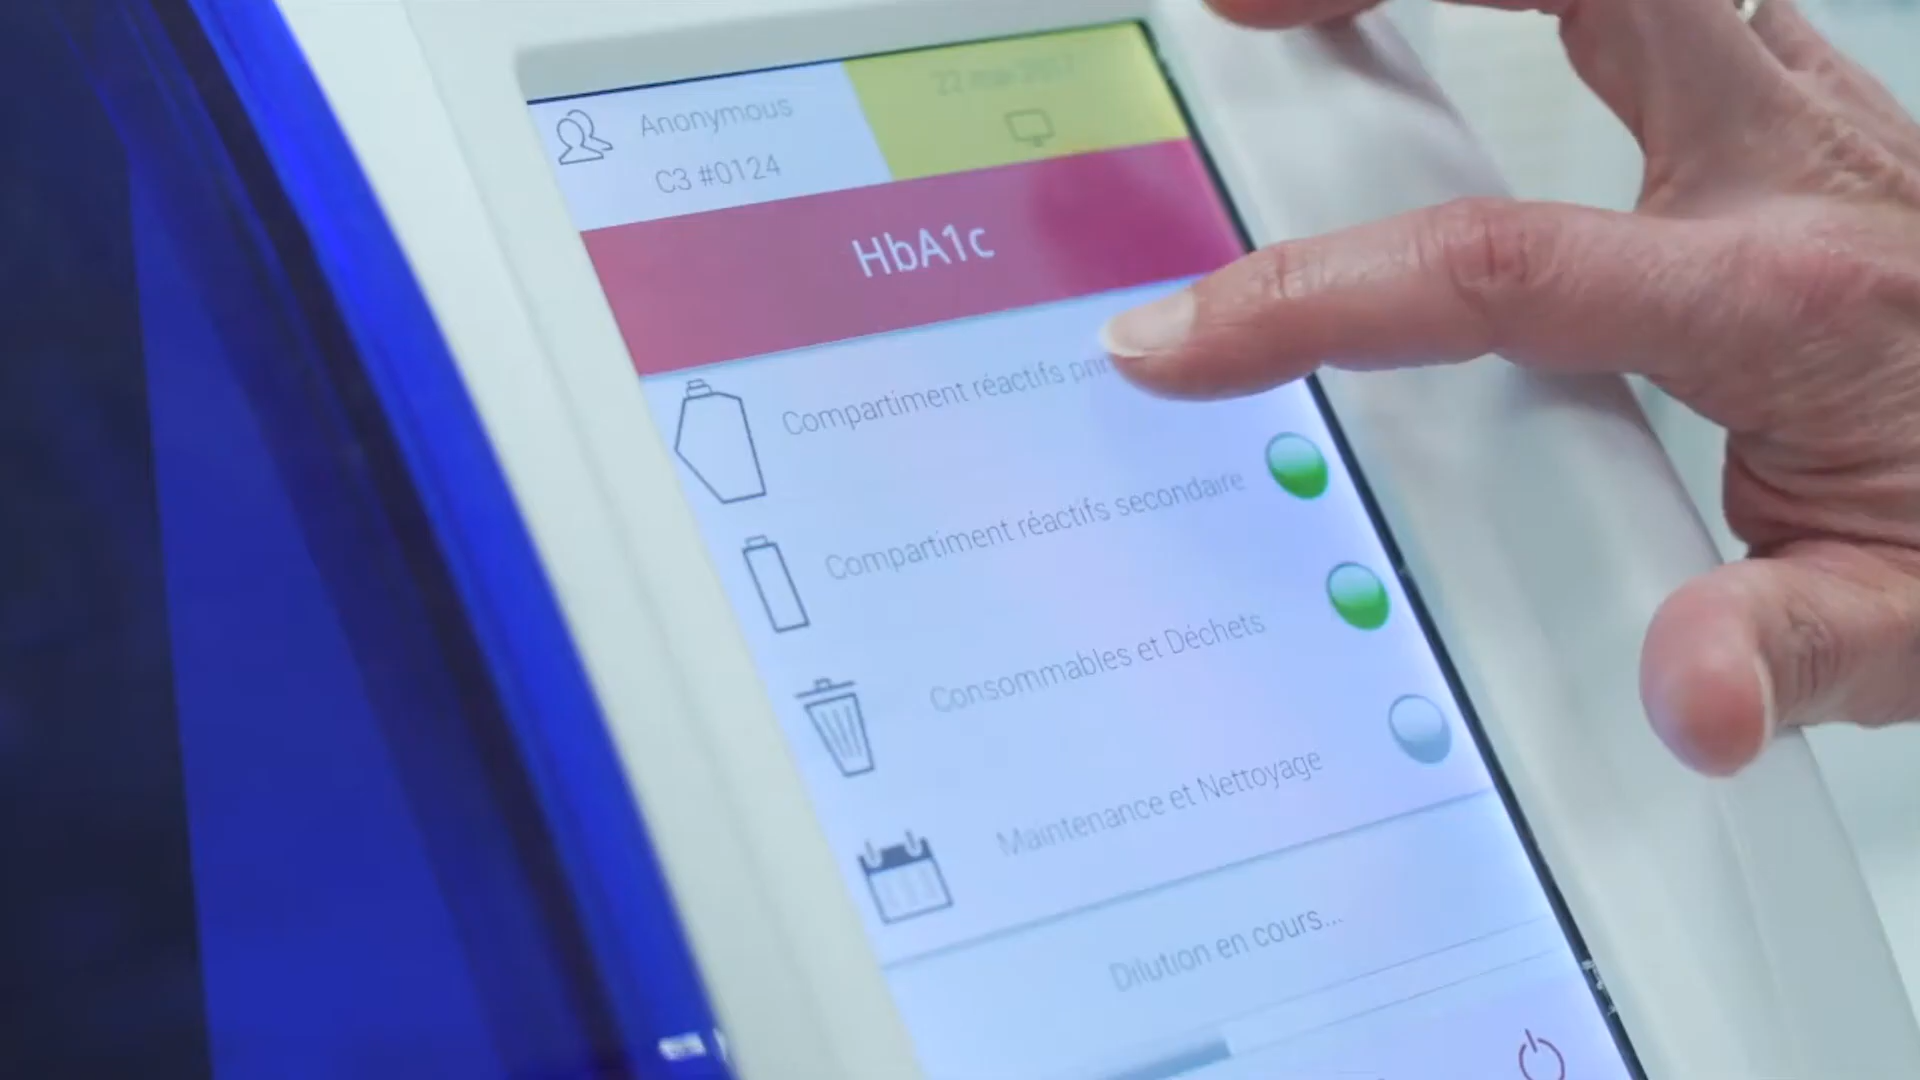 Anonymous
C3 #0124
HbA1c
Compartiment réactifs
Compartiment réactifs secondaire
Consommables et Déchets
Maintenance et Nettoyage
Dilution en cours...